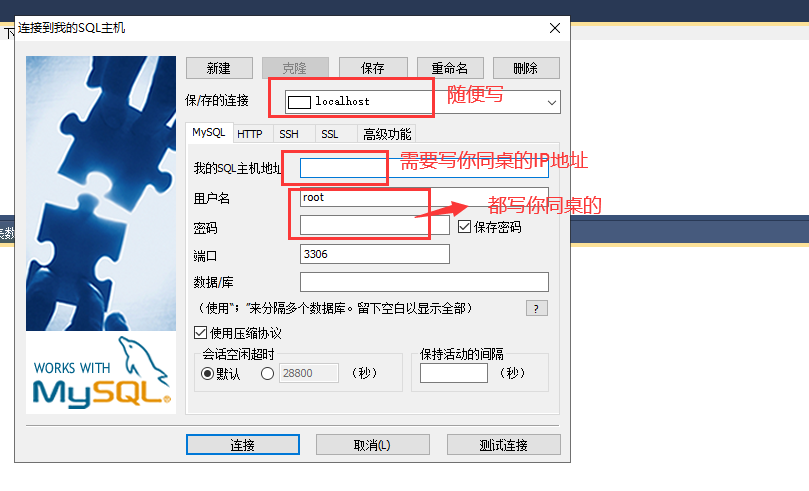 连接到我的SQL主机
新建 克隆 保存 重命名 删除
保/存的连接 localhost 随便写
MySQL HTTP SSH SSL 高级功能
我的SQL主机地址 需要写你同桌的IP地址
用户名 root 都写你同桌的
密码 保存密码
端口 3306
数据/库
（使用“；”来分隔多个数据库。留下空白以显示全部） ?
使用压缩协议
会话空闲超时 保持活动的间隔
默认 28800 （秒） （秒）
WORKS WITH
MySQL®
连接 取消(L) 测试连接